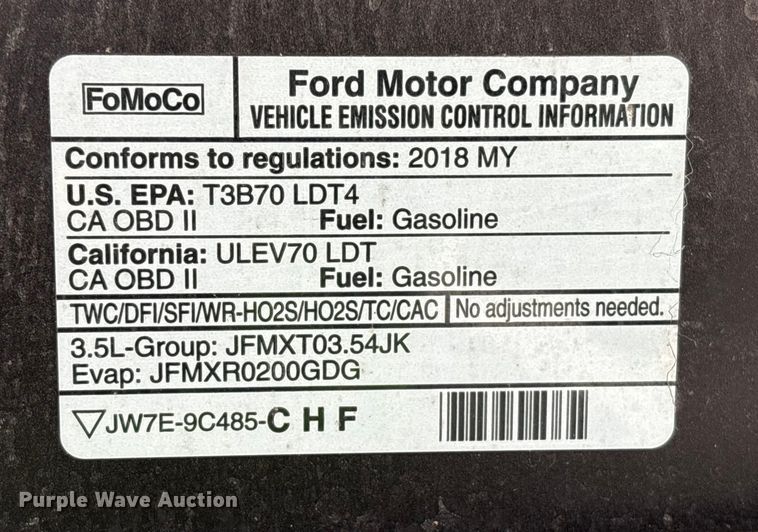 FoMoCo
Ford Motor Company
VEHICLE EMISSION CONTROL INFORMATION
Conforms to regulations: 2018 MY
U.S. EPA: T3B70 LDT4
CA OBD II Fuel: Gasoline
California: ULEV70 LDT
CA OBD II Fuel: Gasoline
TWC/DFI/SFI/WR-HO2S/HO2S/TC/CAC No adjustments needed.
3.5L-Group: JFMXT03.54JK
Evap: JFMXR0200GDG
JW7E-9C485-C H F
Purple Wave Auction